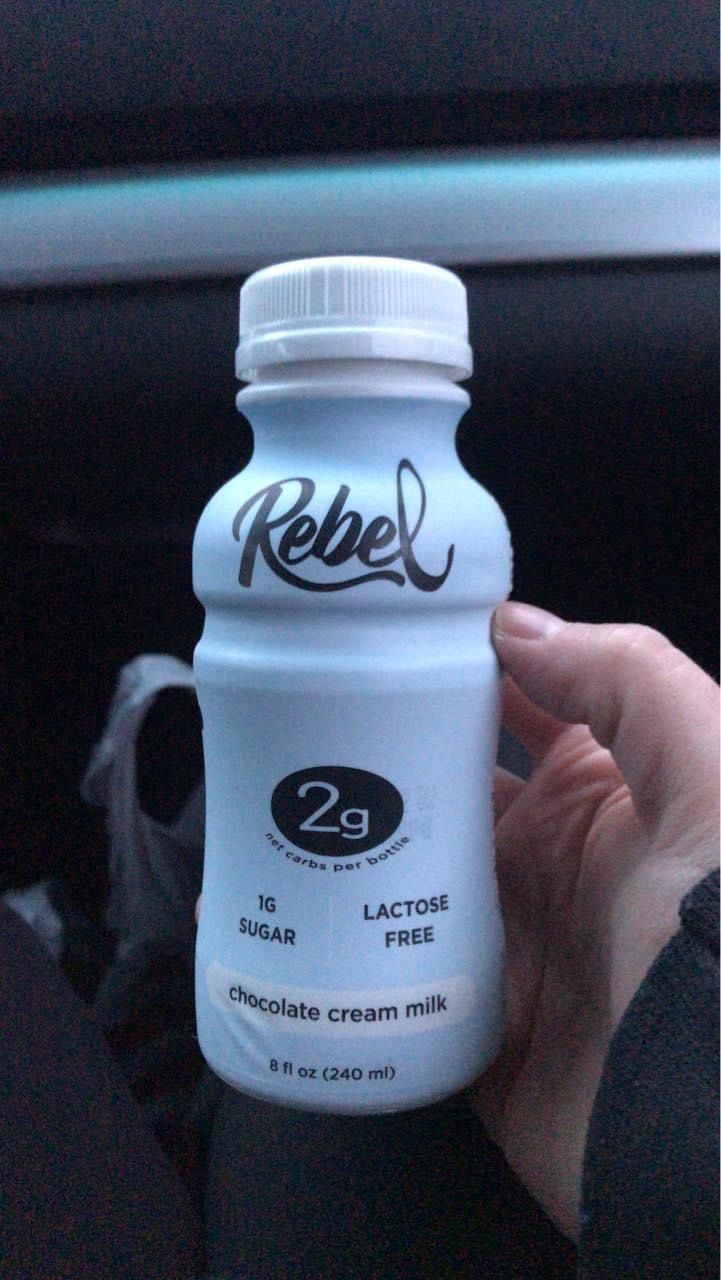 Rebel
2g
net carbs per bottle
1G
SUGAR
LACTOSE
FREE
chocolate cream milk
8 fl oz (240 ml)